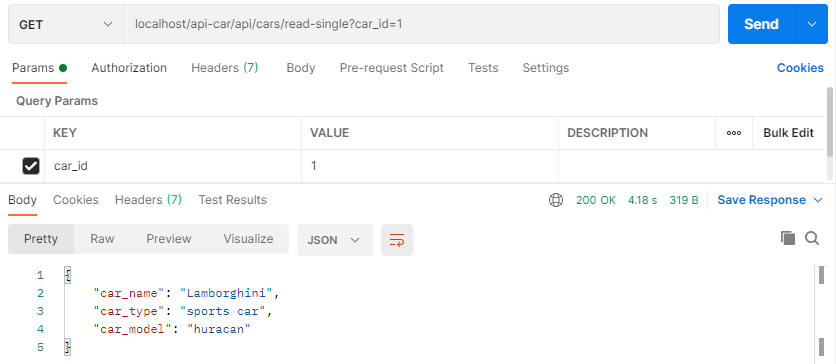 GET localhost/api-car/api/cars/read-single?car_id=1 Send
Params Authorization Headers (7) Body Pre-request Script Tests Settings Cookies
Query Params
KEY VALUE DESCRIPTION ooo Bulk Edit
car_id 1
Body Cookies Headers (7) Test Results 200 OK 4.18 s 319 B Save Response
Pretty Raw Preview Visualize JSON
1 {
2 "car_name": "Lamborghini",
3 "car_type": "sports car",
4 "car_model": "huracan"
5 }